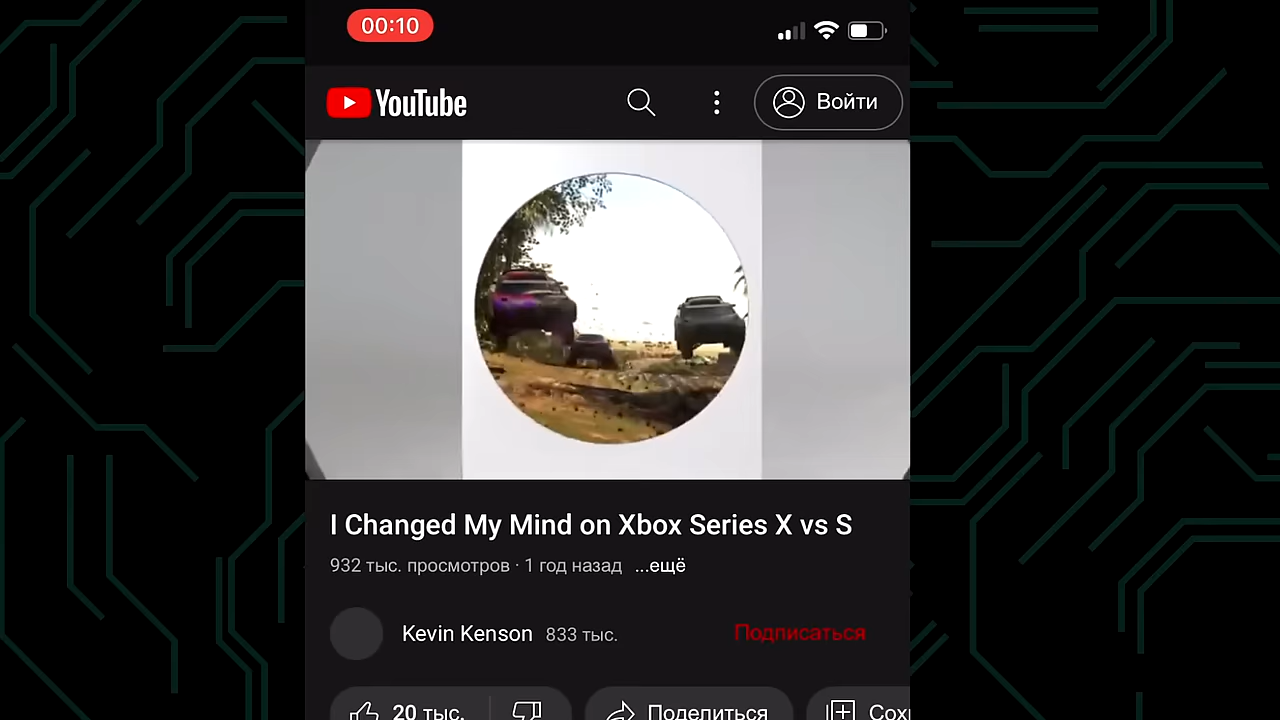 00:10
YouTube
Войти
I Changed My Mind on Xbox Series X vs S
932 тыс. просмотров · 1 год назад ...ещё
Kevin Kenson 833 тыс. Подписаться
20 тыс. Поделиться